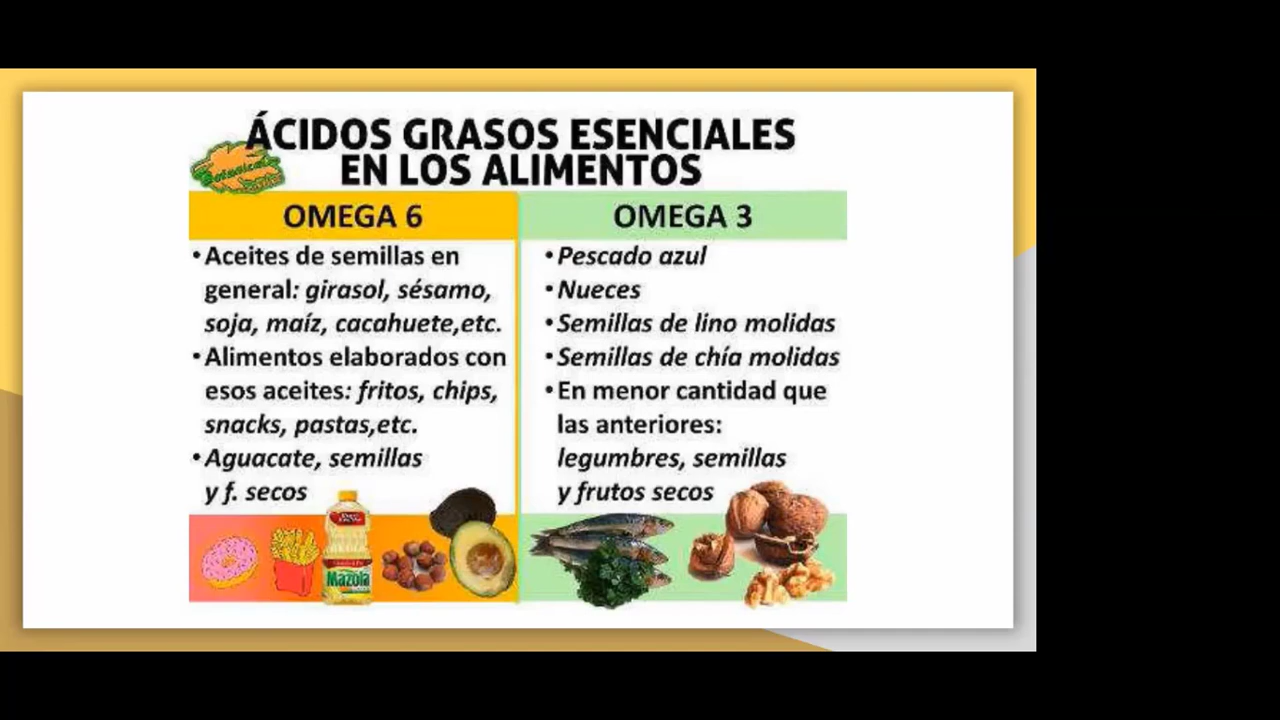 ÁCIDOS GRASOS ESENCIALES
EN LOS ALIMENTOS
Botanical
OMEGA 6
• Aceites de semillas en
general: girasol, sésamo,
soja, maíz, cacahuete,etc.
• Alimentos elaborados con
esos aceites: fritos, chips,
snacks, pastas,etc.
• Aguacate, semillas
y f. secos
Mazola
OMEGA 3
• Pescado azul
• Nueces
• Semillas de lino molidas
• Semillas de chía molidas
• En menor cantidad que
las anteriores:
legumbres, semillas
y frutos secos